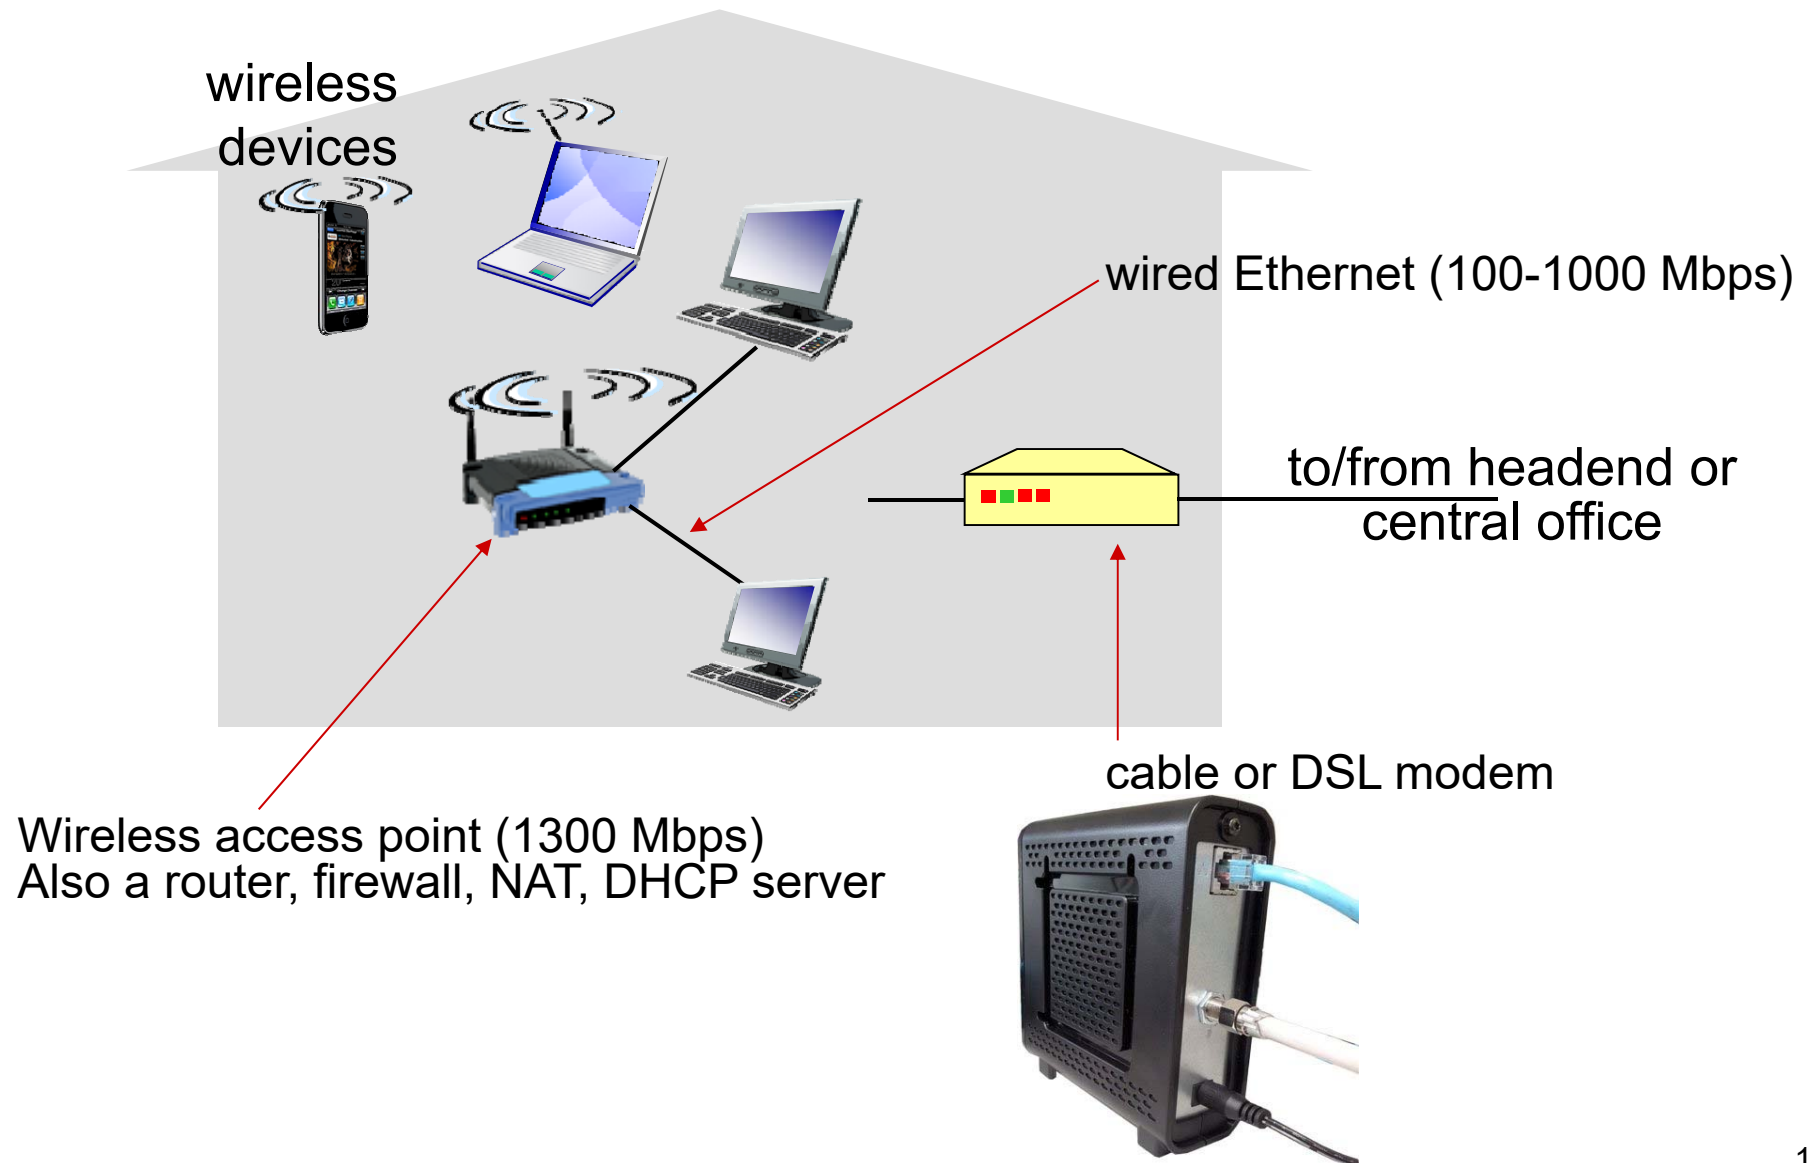 wireless
devices
wired Ethernet (100-1000 Mbps)
to/from headend or
central office
cable or DSL modem
Wireless access point (1300 Mbps)
Also a router, firewall, NAT, DHCP server
1